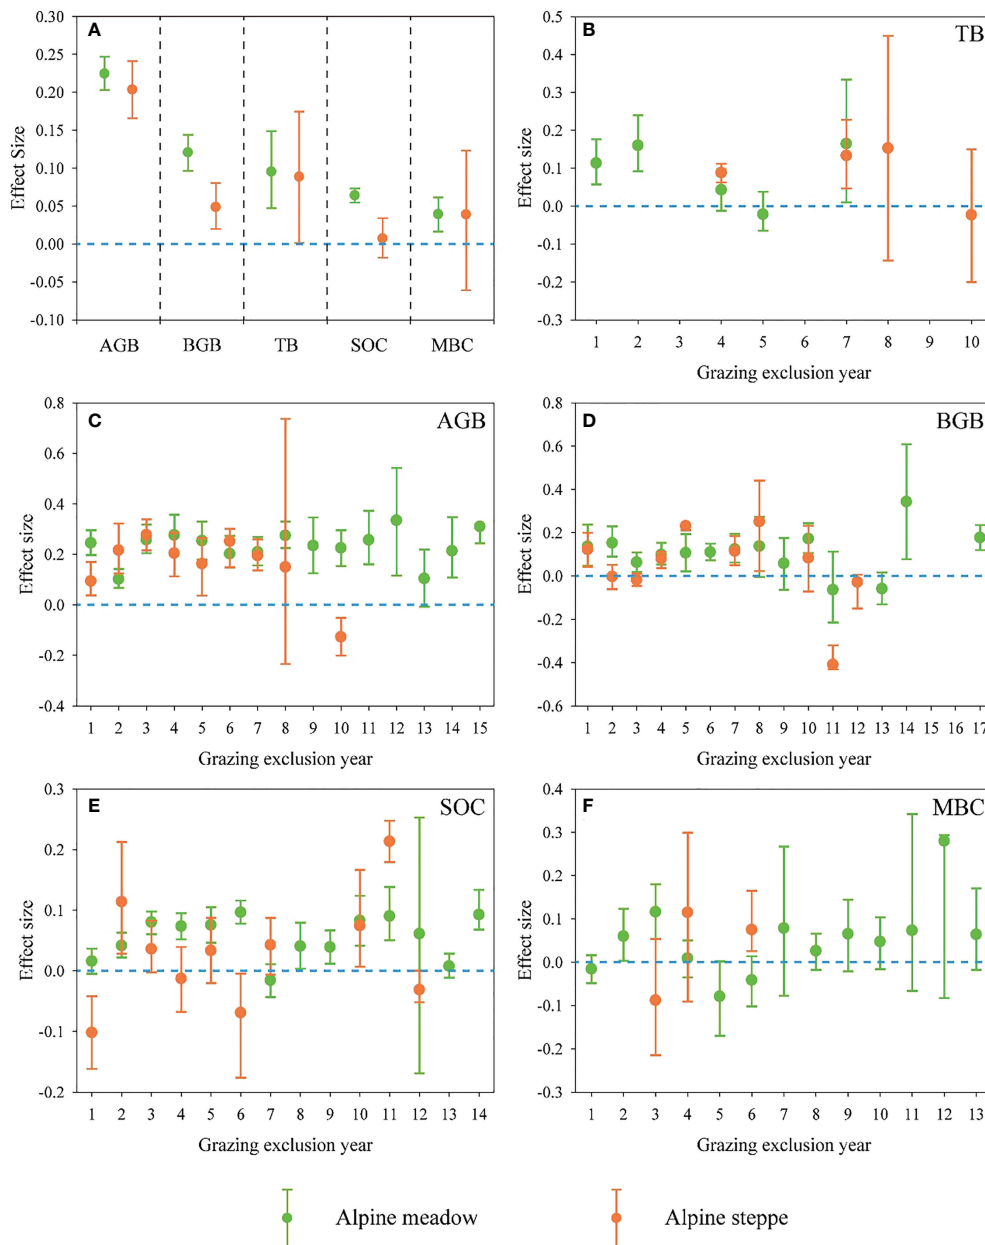 A
Effect Size
0.30
0.25
0.20
0.15
0.10
0.05
0.00
-0.05
-0.10
AGB BGB TB SOC MBC
B
TB
Effect size
0.5
0.4
0.3
0.2
0.1
0.0
-0.1
-0.2
-0.3
1 2 3 4 5 6 7 8 9 10
Grazing exclusion year
C
AGB
Effect size
0.8
0.6
0.4
0.2
0.0
-0.2
-0.4
1 2 3 4 5 6 7 8 9 10 11 12 13 14 15
Grazing exclusion year
D
BGB
Effect size
0.8
0.6
0.4
0.2
0.0
-0.2
-0.4
-0.6
1 2 3 4 5 6 7 8 9 10 11 12 13 14 15 16 17
Grazing exclusion year
E
SOC
Effect size
0.3
0.2
0.1
0.0
-0.1
-0.2
1 2 3 4 5 6 7 8 9 10 11 12 13 14
Grazing exclusion year
F
MBC
Effect size
0.4
0.3
0.2
0.1
0.0
-0.1
-0.2
-0.3
1 2 3 4 5 6 7 8 9 10 11 12 13
Grazing exclusion year
Alpine meadow
Alpine steppe